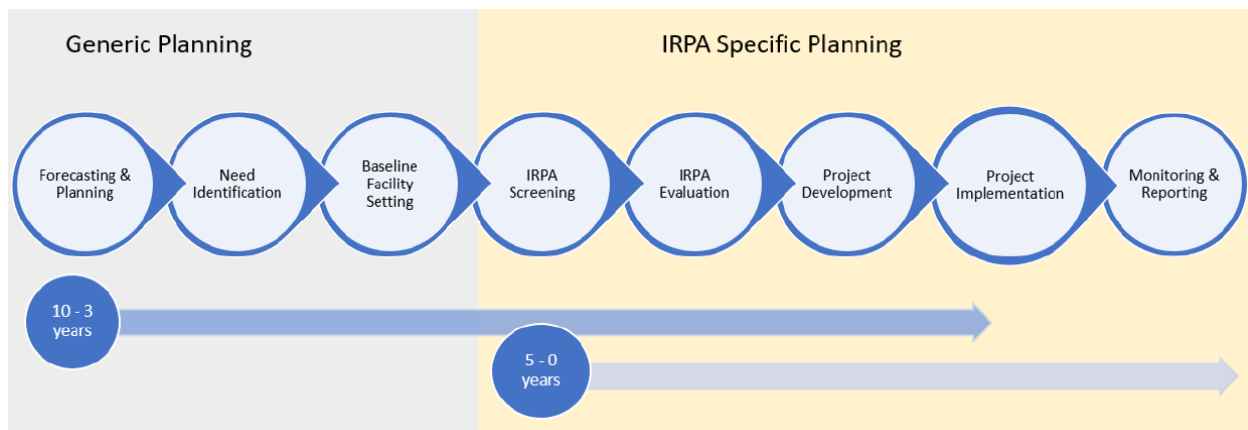 Generic Planning
IRPA Specific Planning
Forecasting &
Planning
Need
Identification
Baseline
Facility
Setting
IRPA
Screening
IRPA
Evaluation
Project
Development
Project
Implementation
Monitoring &
Reporting
10 - 3
years
5 - 0
years